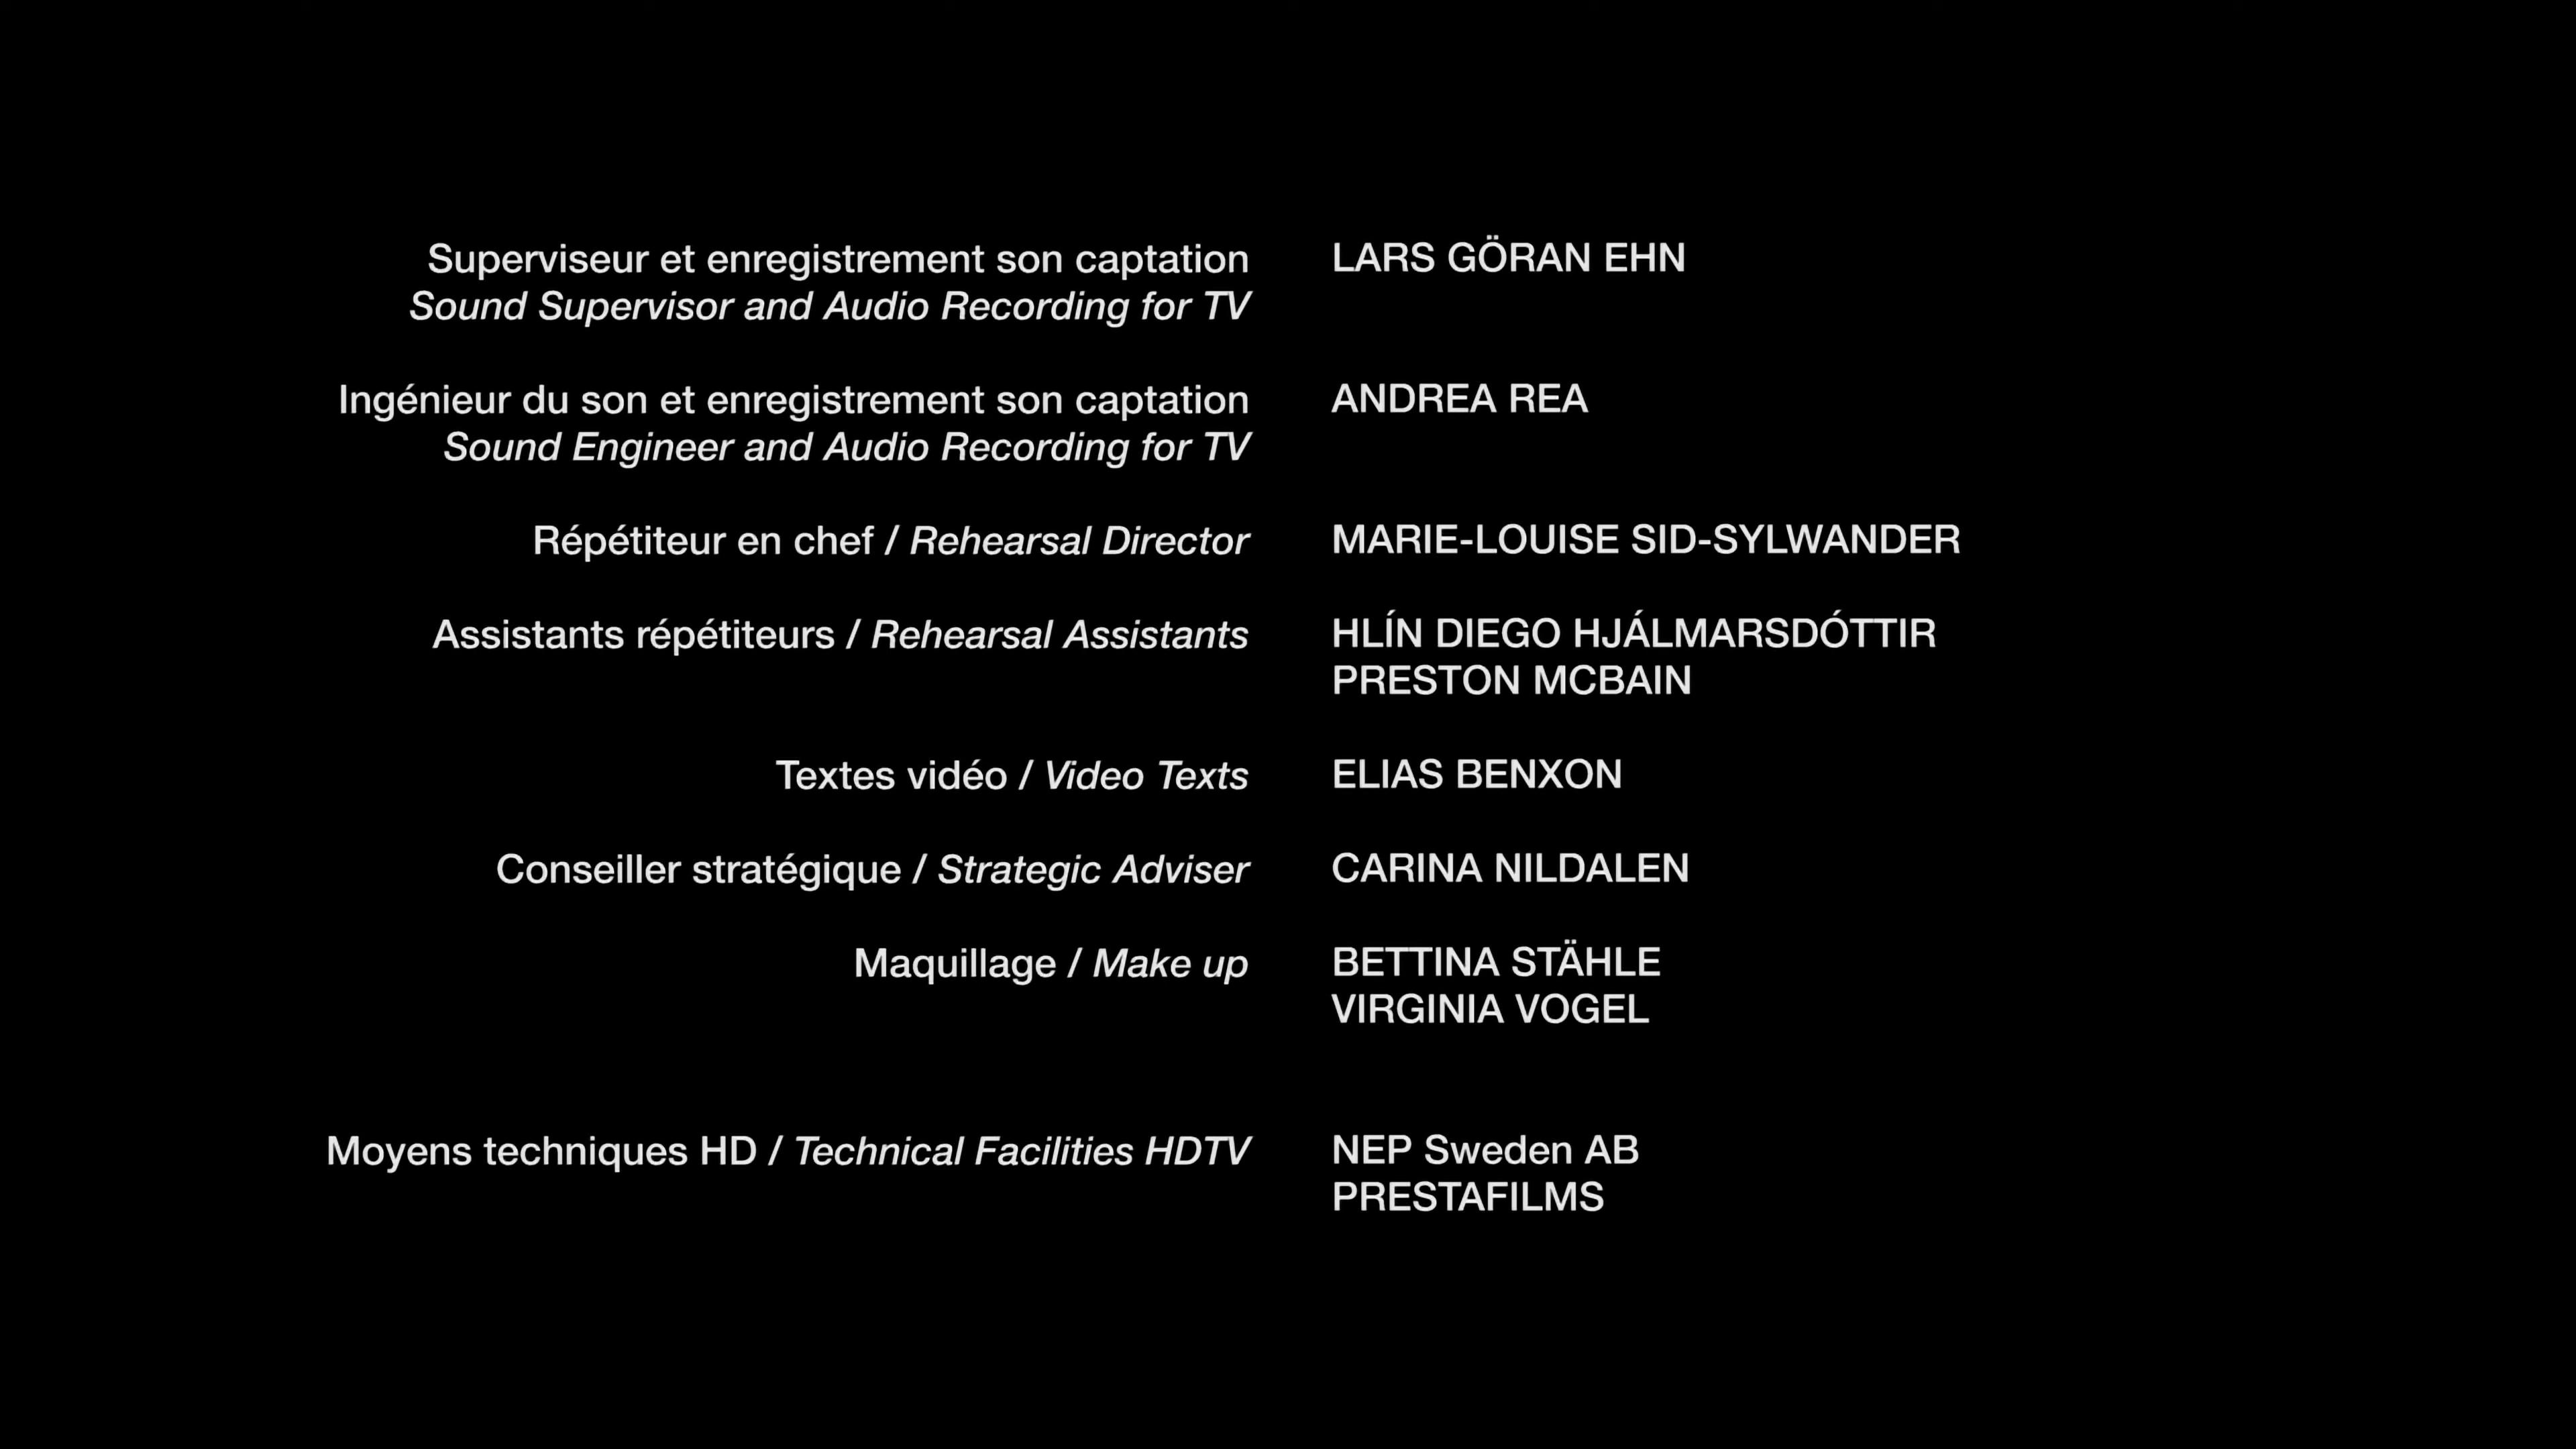 Superviseur et enregistrement son captation LARS GÖRAN EHN
Sound Supervisor and Audio Recording for TV
Ingénieur du son et enregistrement son captation ANDREA REA
Sound Engineer and Audio Recording for TV
Répétiteur en chef / Rehearsal Director MARIE-LOUISE SID-SYLWANDER
Assistants répétiteurs / Rehearsal Assistants HLÍN DIEGO HJÁLMARSDÓTTIR
PRESTON MCBAIN
Textes vidéo / Video Texts ELIAS BENXON
Conseiller stratégique / Strategic Adviser CARINA NILDALEN
Maquillage / Make up BETTINA STÄHLE
VIRGINIA VOGEL
Moyens techniques HD / Technical Facilities HDTV NEP Sweden AB
PRESTAFILMS